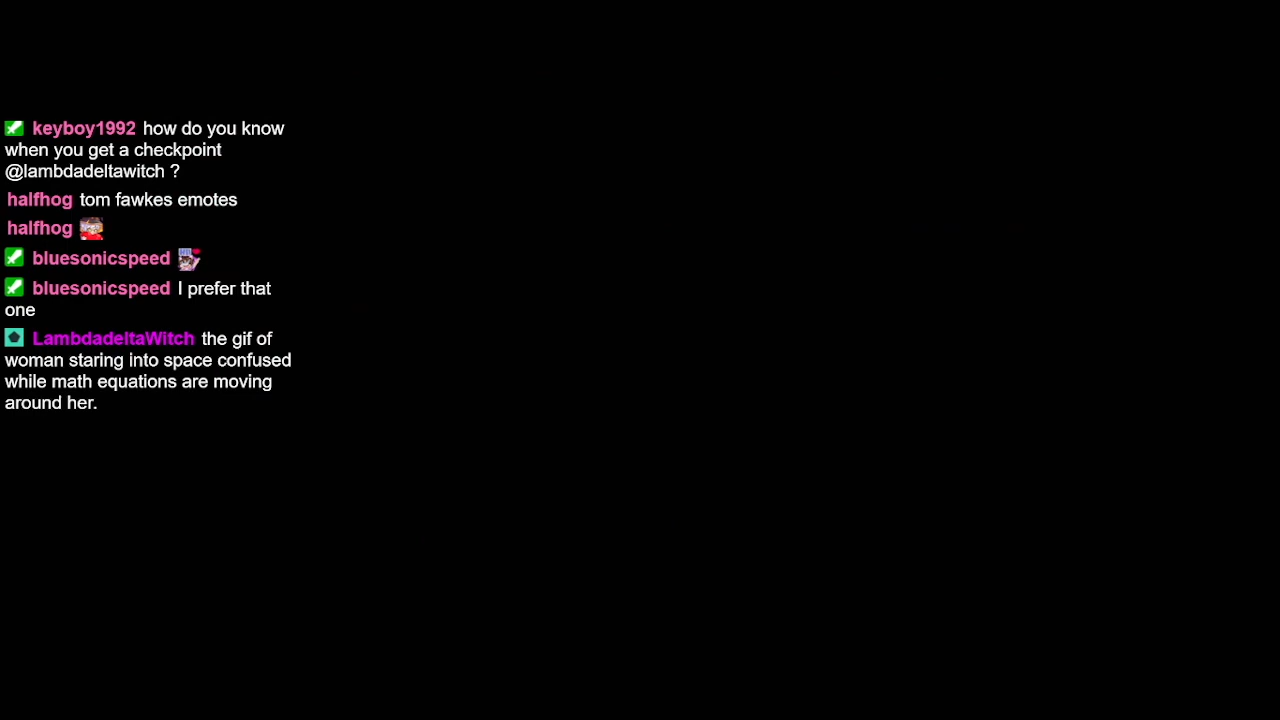 keyboy1992 how do you know
when you get a checkpoint
@lambdadeltawitch ?
halfhog tom fawkes emotes
halfhog
bluesonicspeed
bluesonicspeed I prefer that
one
LambdadeltaWitch the gif of
woman staring into space confused
while math equations are moving
around her.